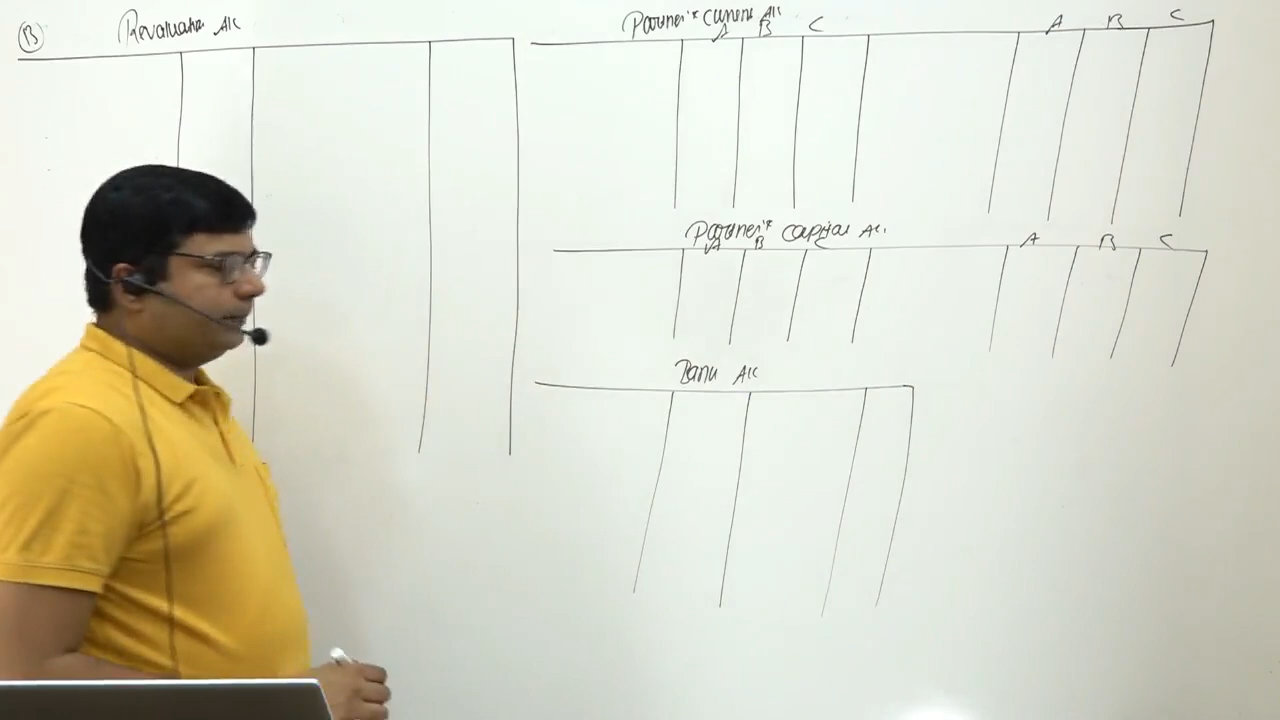 B Revaluation A/c
Partner's current A/c
A B C A B C
Partner's capital A/c.
A B C A B C
Bank A/c